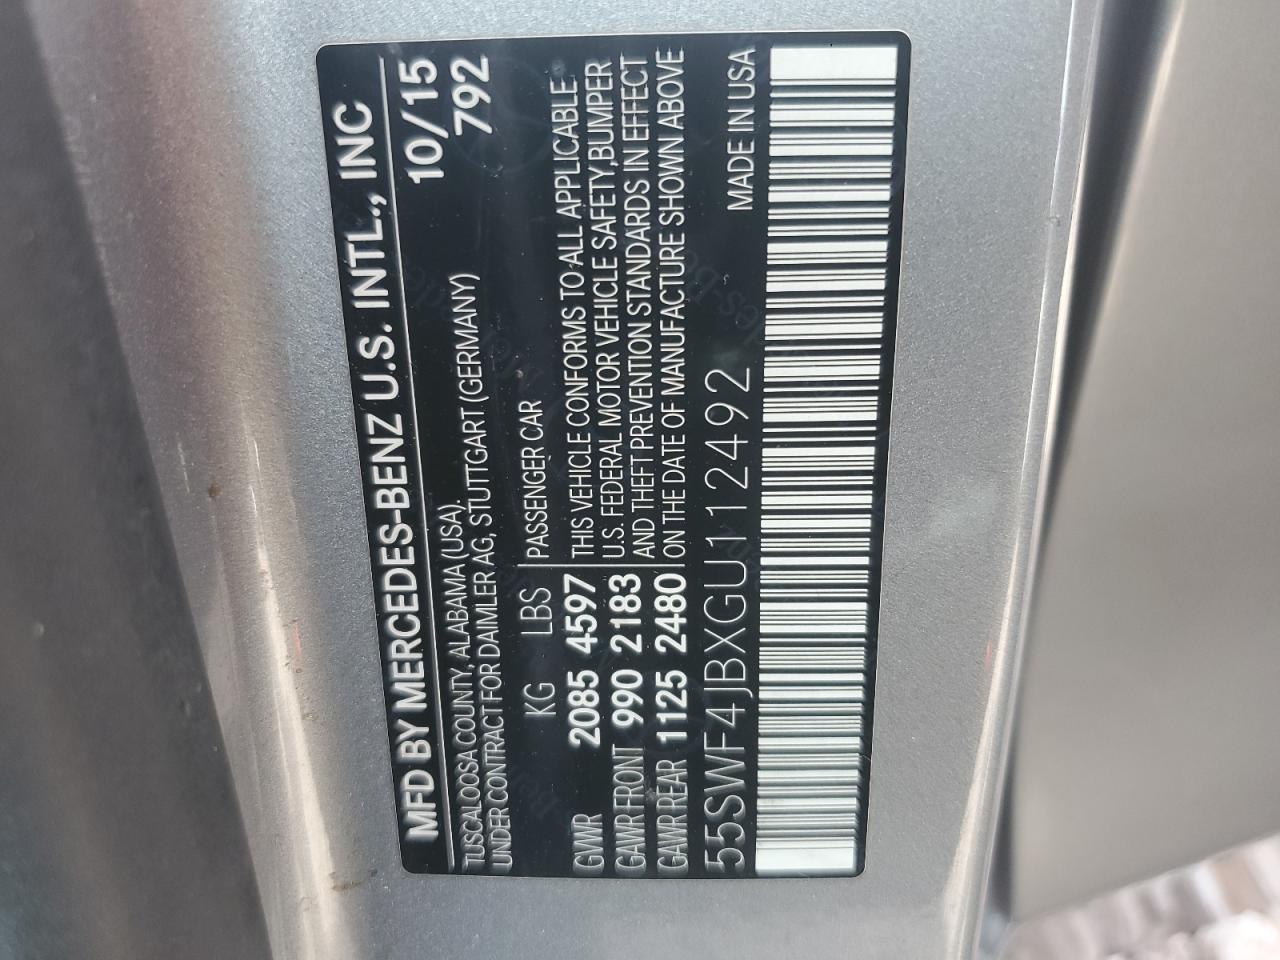 MFD BY MERCEDES-BENZ U.S. INTL., INC
TUSCALOOSA COUNTY, ALABAMA (USA). 10/15
UNDER CONTRACT FOR DAIMLER AG, STUTTGART (GERMANY) 792
KG LBS PASSENGER CAR
GVWR 2085 4597 THIS VEHICLE CONFORMS TO ALL APPLICABLE
GAWR FRONT 990 2183 U.S. FEDERAL MOTOR VEHICLE SAFETY, BUMPER
AND THEFT PREVENTION STANDARDS IN EFFECT
GAWR REAR 1125 2480 ON THE DATE OF MANUFACTURE SHOWN ABOVE
55SWF4JBXGU112492 MADE IN USA